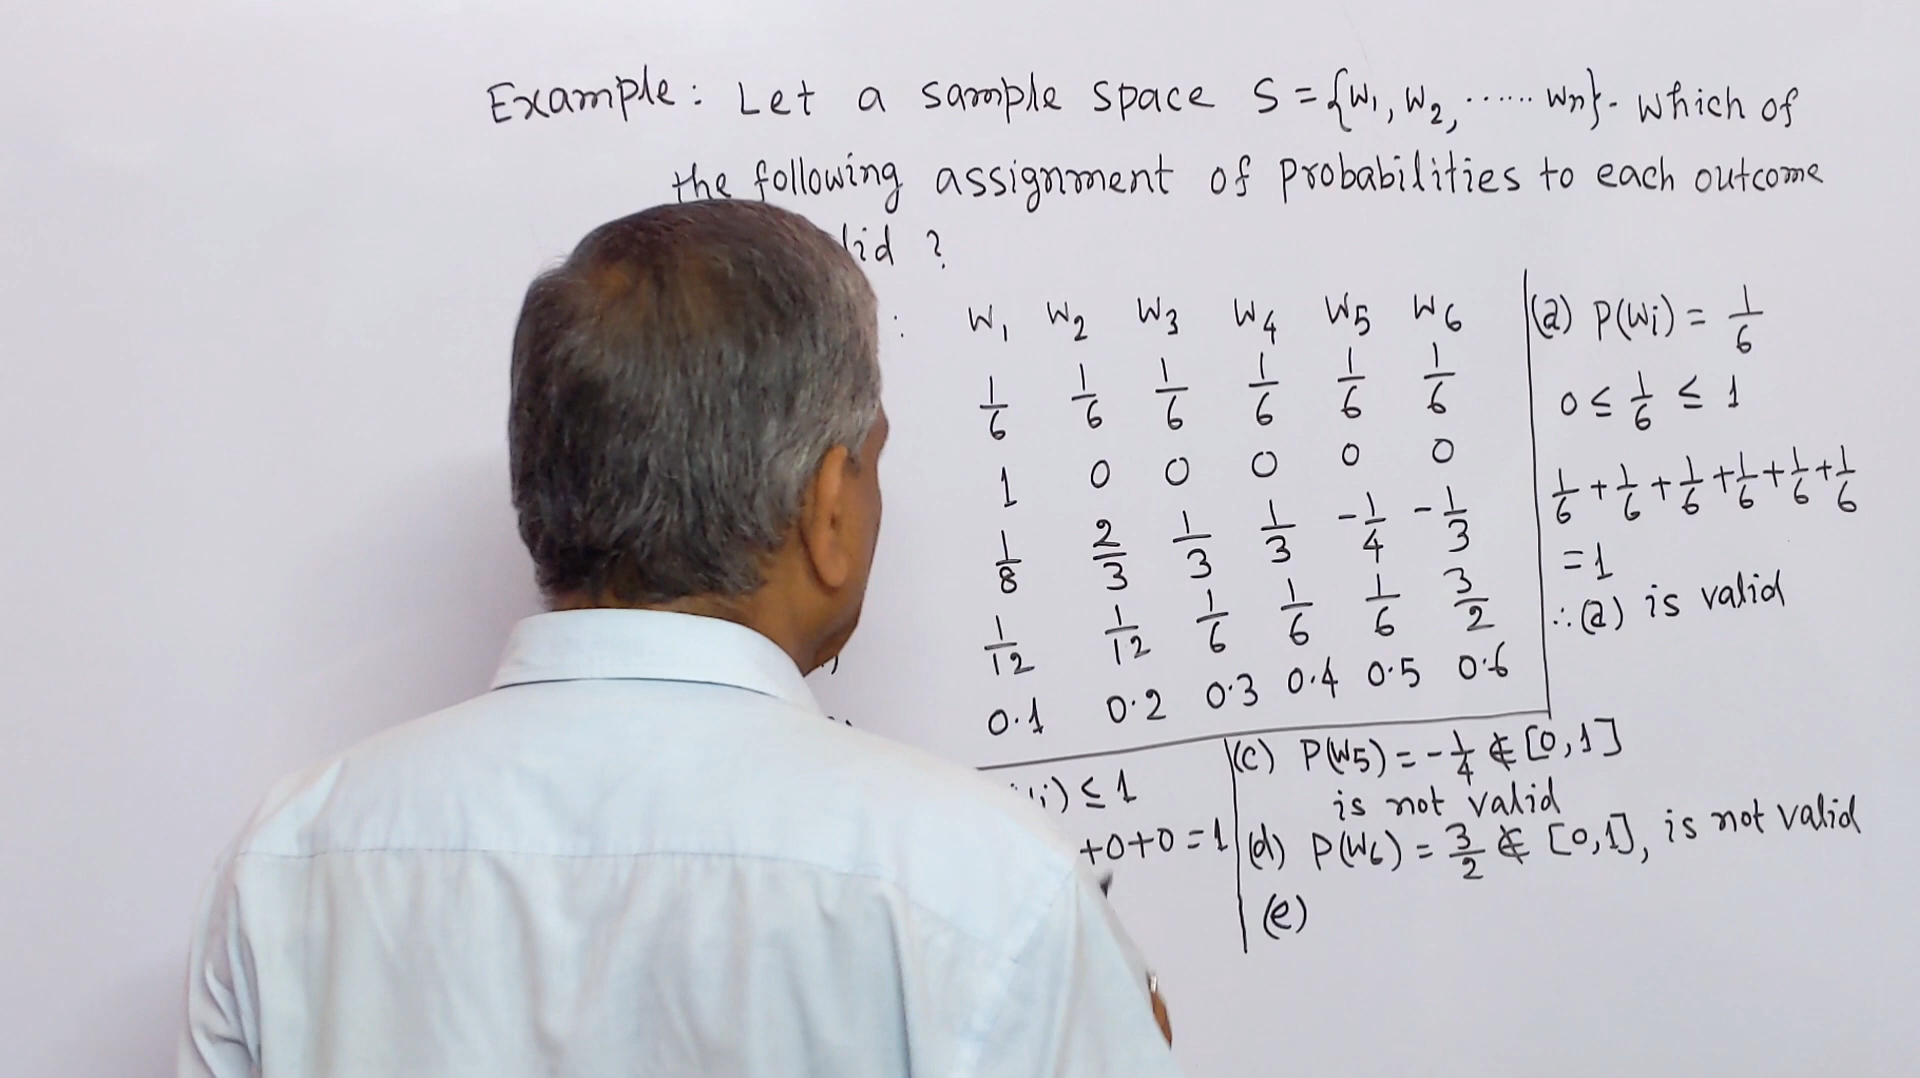 Example: Let a sample space S = {W₁, W₂, ...... Wn}. Which of
the following assignment of probabilities to each outcome
lid ?
: W₁ W₂ W₃ W₄ W₅ W₆
1/6 1/6 1/6 1/6 1/6 1/6
1 0 0 0 0 0
1/8 2/3 1/3 1/3 -1/4 -1/3
1/12 1/12 1/6 1/6 1/6 3/2
0.1 0.2 0.3 0.4 0.5 0.6
(a) P(Wi) = 1/6
0 ≤ 1/6 ≤ 1
1/6 + 1/6 + 1/6 + 1/6 + 1/6 + 1/6
= 1
∴ (a) is valid
i) ≤ 1
+0+0 = 1
(c) P(W₅) = -1/4 ∉ [0,1]
is not valid
(d) P(W₆) = 3/2 ∉ [0,1], is not valid
(e)